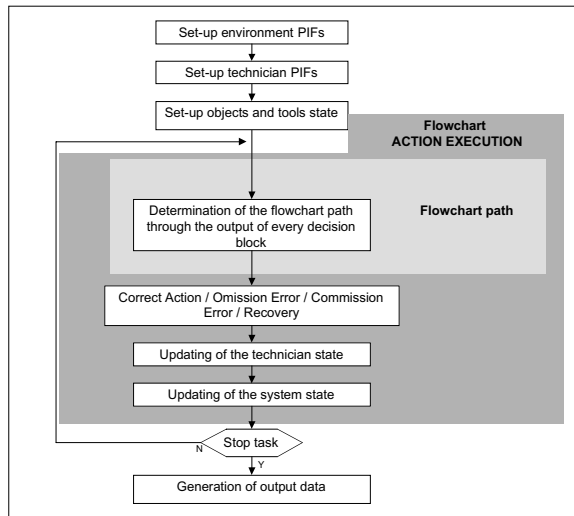 Set-up environment PIFs
Set-up technician PIFs
Set-up objects and tools state
Flowchart
ACTION EXECUTION
Flowchart path
Determination of the flowchart path
through the output of every decision
block
Correct Action / Omission Error / Commission
Error / Recovery
Updating of the technician state
Updating of the system state
Stop task
N
Y
Generation of output data